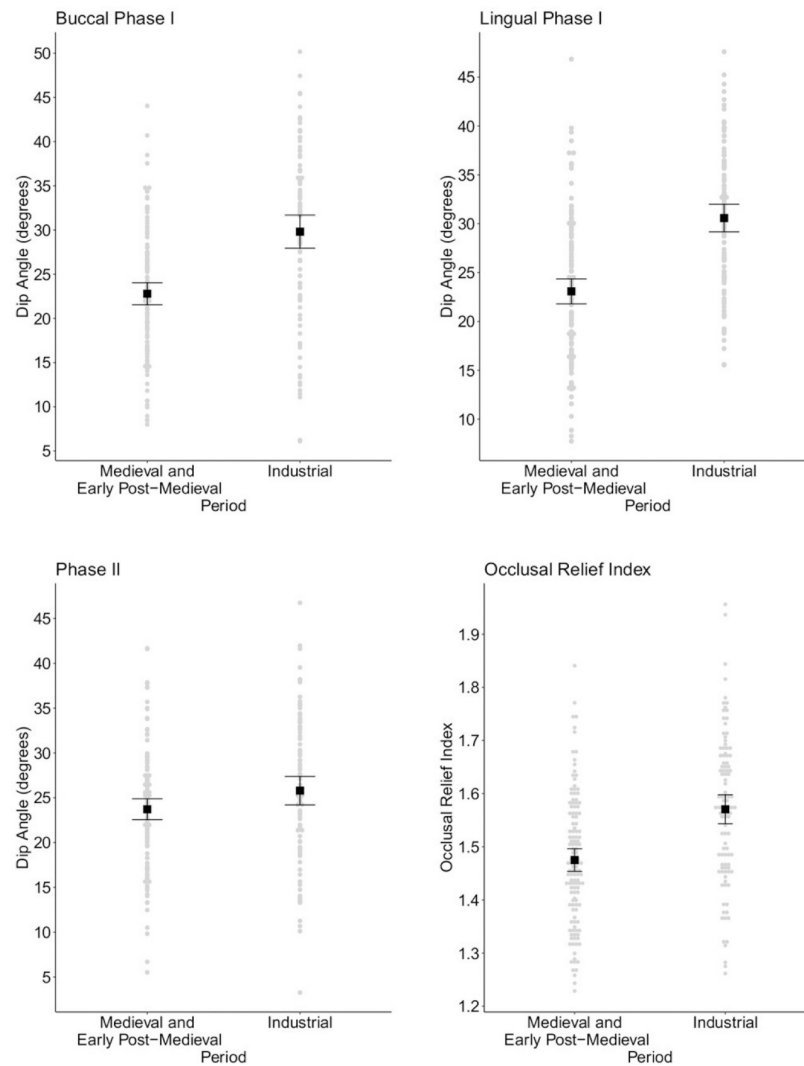 Buccal Phase I
50
45
40
35
30
25
20
15
10
5
Dip Angle (degrees)
Medieval and
Early Post−Medieval
Industrial
Period
Lingual Phase I
45
40
35
30
25
20
15
10
Dip Angle (degrees)
Medieval and
Early Post−Medieval
Industrial
Period
Phase II
45
40
35
30
25
20
15
10
5
Dip Angle (degrees)
Medieval and
Early Post−Medieval
Industrial
Period
Occlusal Relief Index
1.9
1.8
1.7
1.6
1.5
1.4
1.3
1.2
Occlusal Relief Index
Medieval and
Early Post−Medieval
Industrial
Period